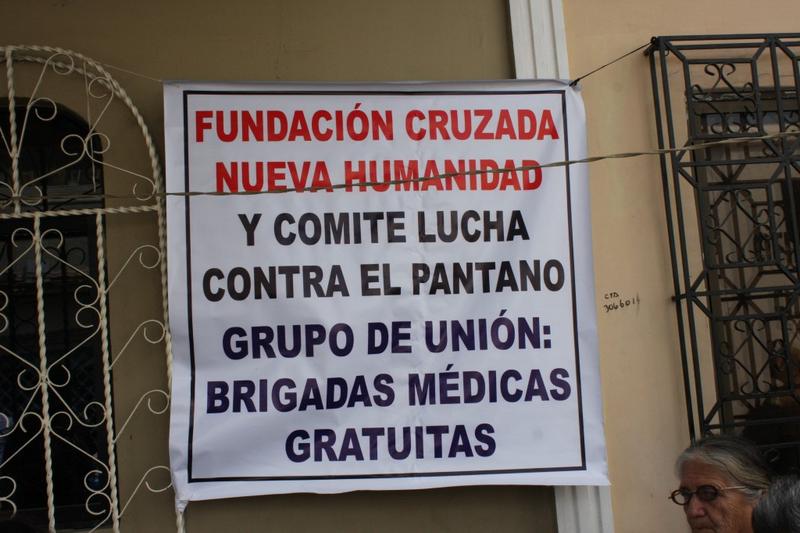 FUNDACIÓN CRUZADA
NUEVA HUMANIDAD
Y COMITE LUCHA
CONTRA EL PANTANO
GRUPO DE UNIÓN:
BRIGADAS MÉDICAS
GRATUITAS